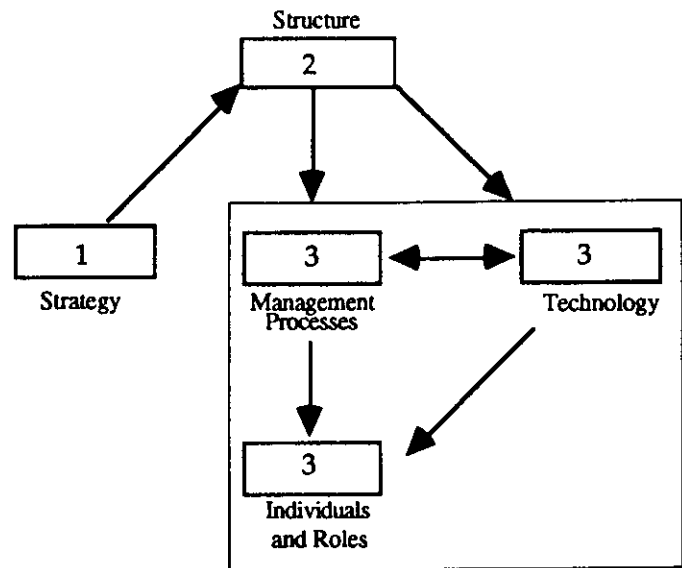 Structure
2
1
Strategy
3
Management
Processes
3
Technology
3
Individuals
and Roles